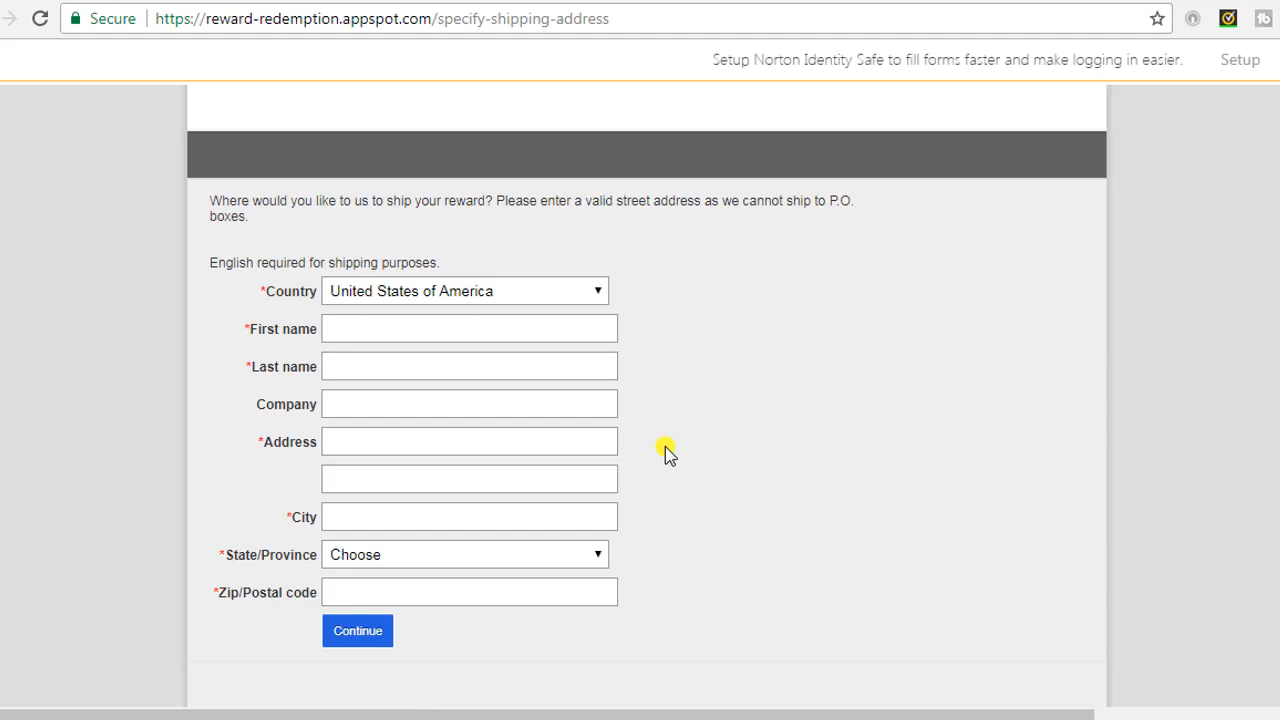 Secure https://reward-redemption.appspot.com/specify-shipping-address
Setup Norton Identity Safe to fill forms faster and make logging in easier. Setup
Where would you like to us to ship your reward? Please enter a valid street address as we cannot ship to P.O.
boxes.
English required for shipping purposes.
*Country United States of America
*First name
*Last name
Company
*Address
*City
*State/Province Choose
*Zip/Postal code
Continue